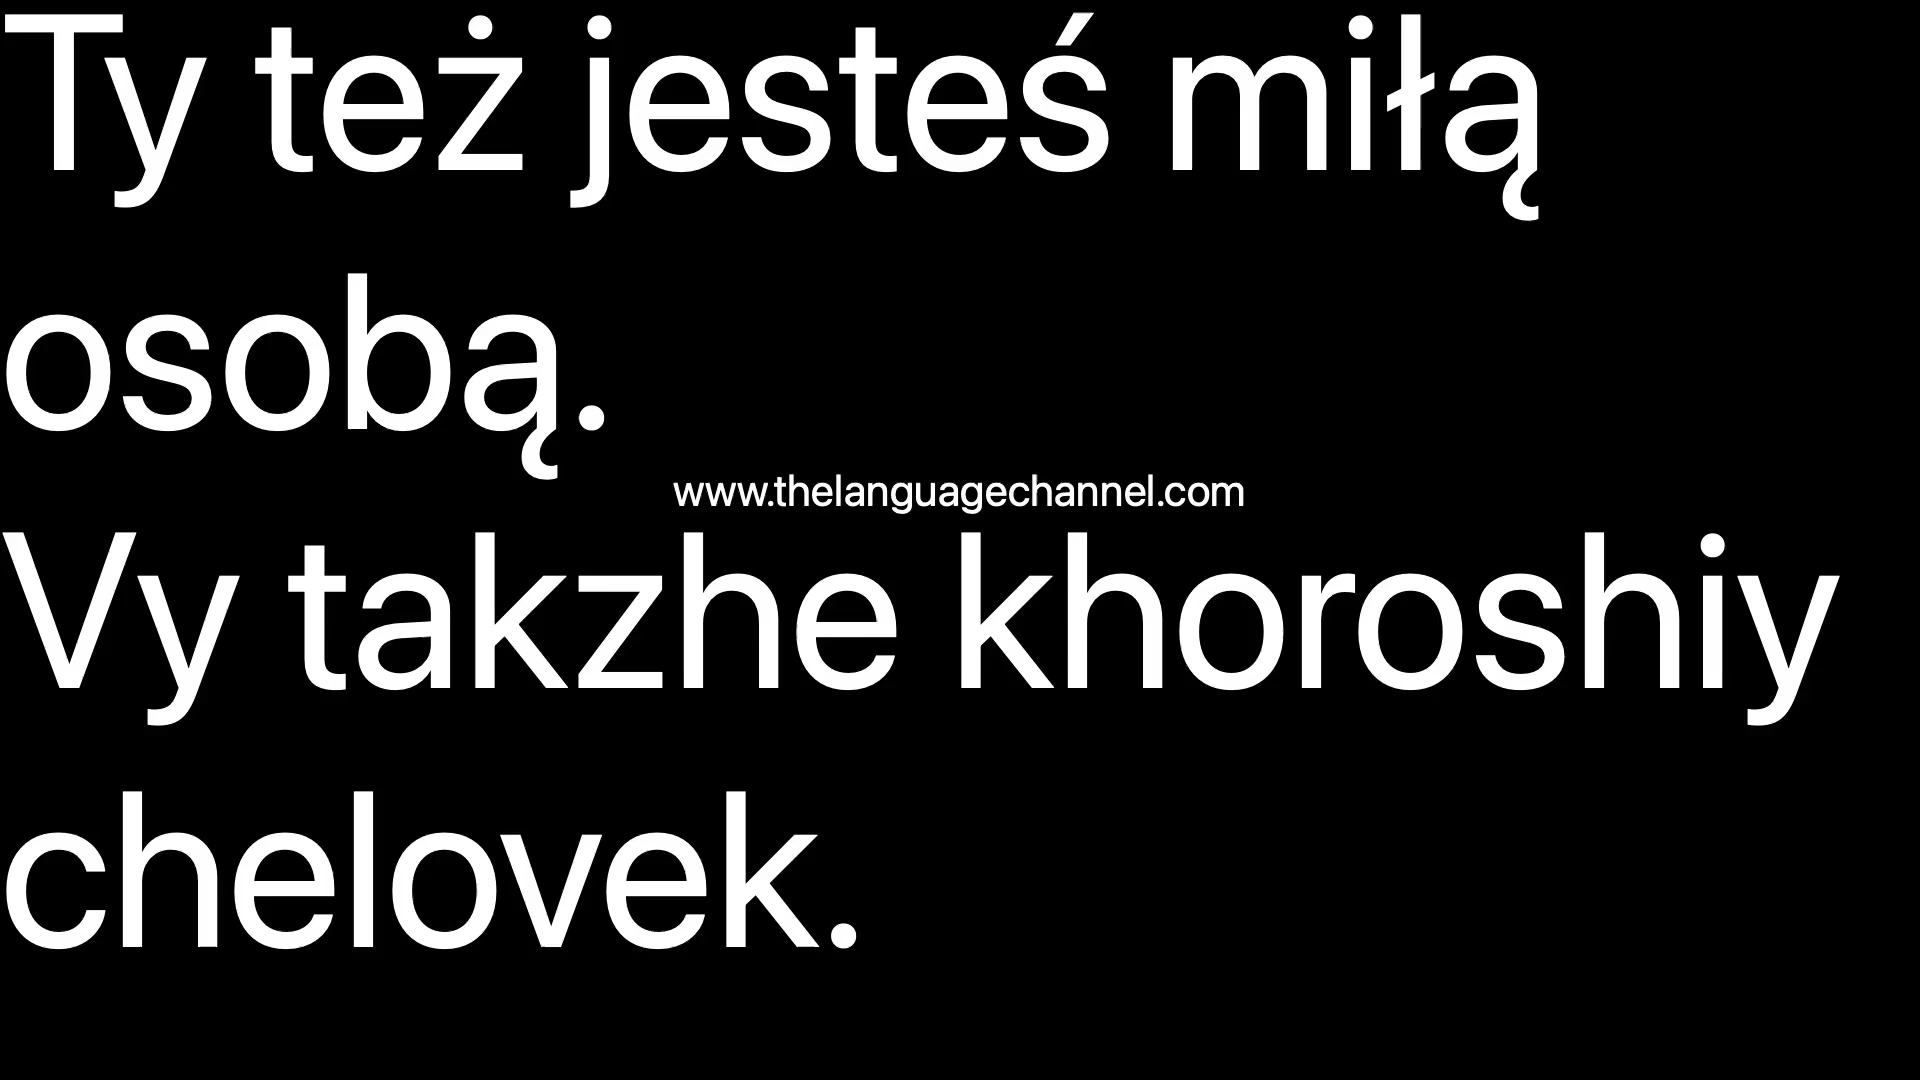 Ty też jesteś miłą
osobą.
www.thelanguagechannel.com
Vy takzhe khoroshiy
chelovek.